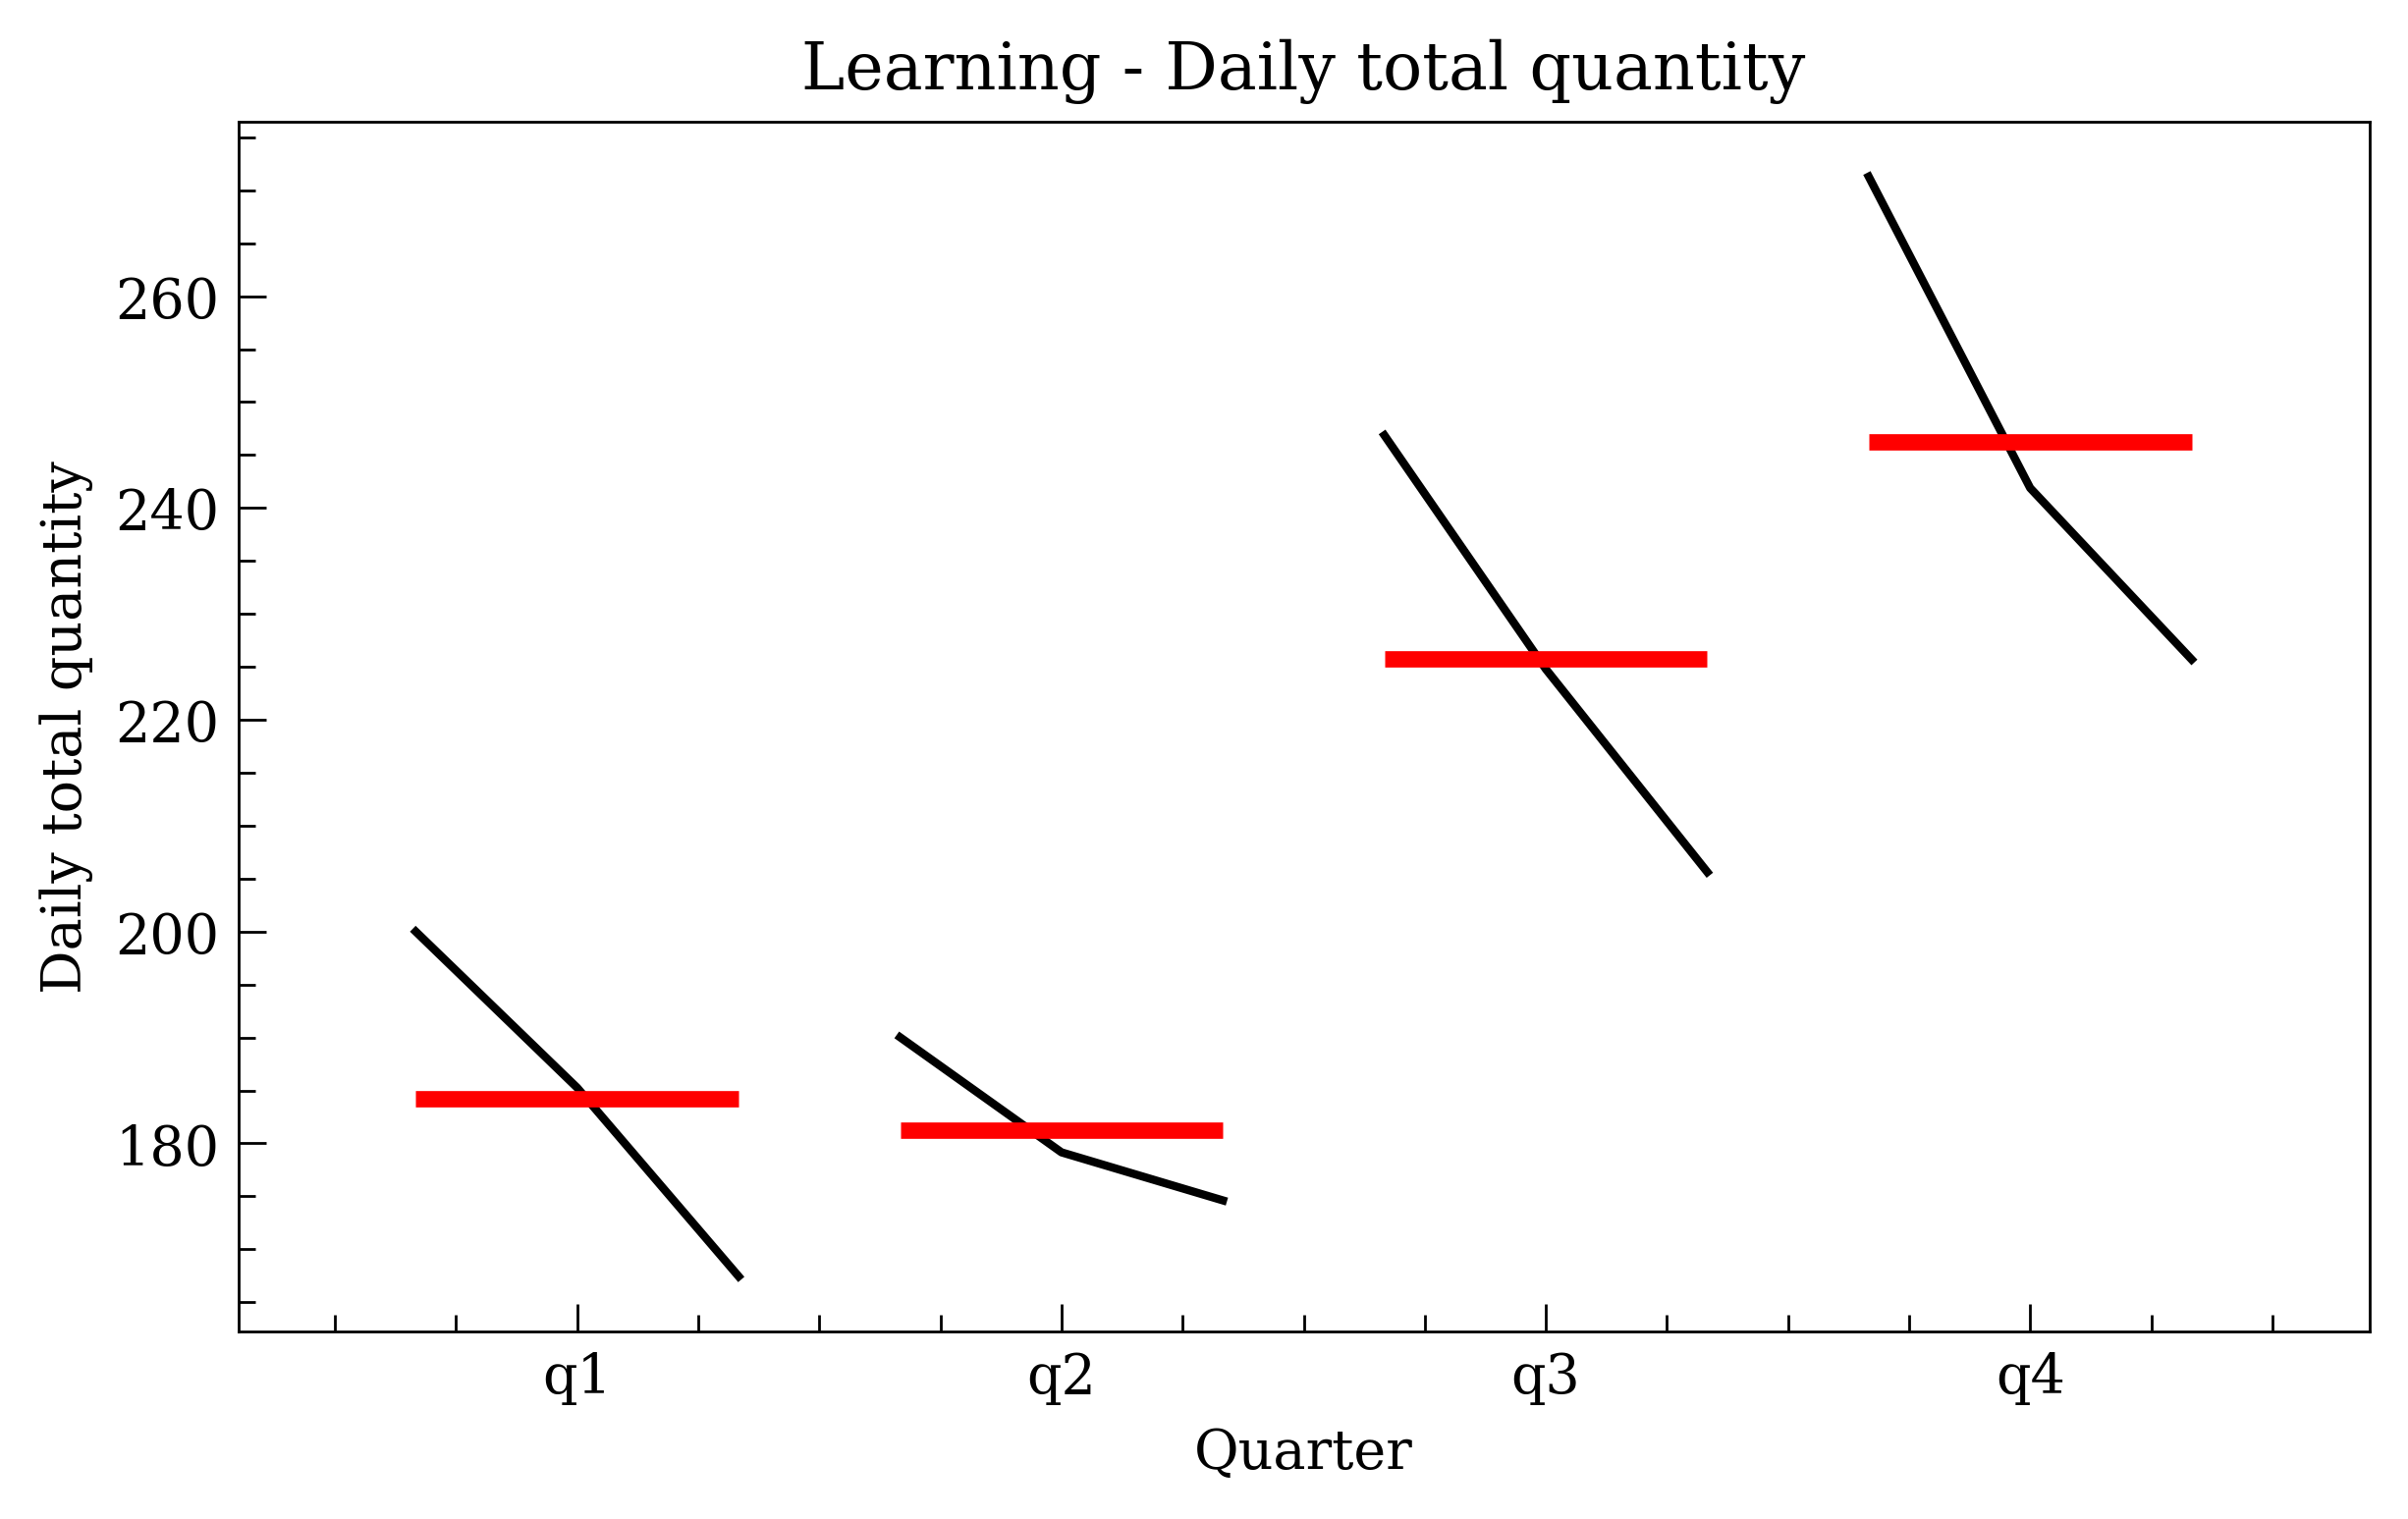 Learning - Daily total quantity
Daily total quantity
260
240
220
200
180
q1 q2 q3 q4
Quarter